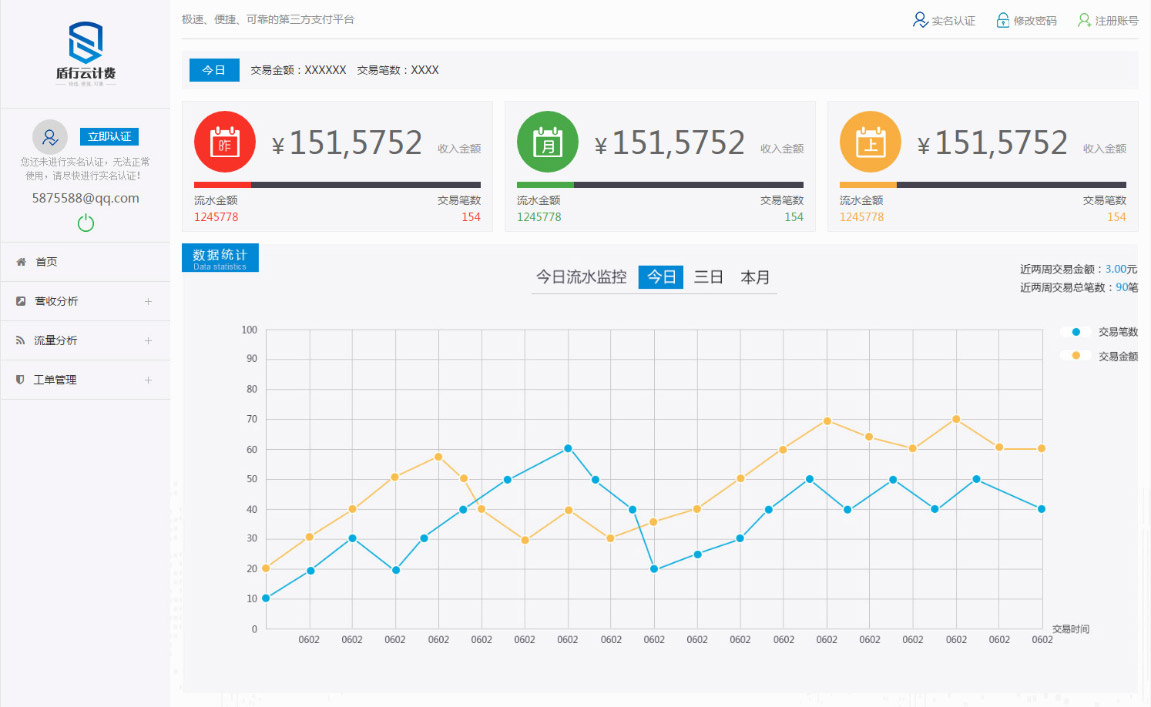 极速、便捷、可靠的第三方支付平台
实名认证 修改密码 注册账号
盾行云计费
立即认证
您还未进行实名认证，无法正常
使用，请尽快进行实名认证！
5875588@qq.com
首页
营收分析 +
流量分析 +
工单管理 +
今日 交易金额：XXXXXX 交易笔数：XXXX
昨 ¥151,5752 收入金额
流水金额 交易笔数
1245778 154
月 ¥151,5752 收入金额
流水金额 交易笔数
1245778 154
上 ¥151,5752 收入金额
流水金额 交易笔数
1245778 154
数据统计
Data statistics
今日流水监控 今日 三日 本月
近两周交易金额：3.00元
近两周交易总笔数：90笔
交易笔数
交易金额
100
90
80
70
60
50
40
30
20
10
0
0602 0602 0602 0602 0602 0602 0602 0602 0602 0602 0602 0602 0602 0602 0602 0602 0602 0602
交易时间